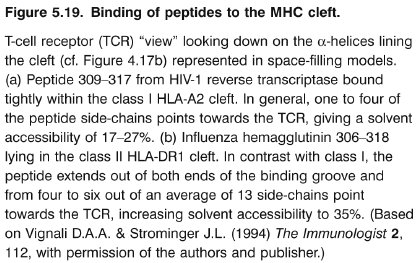 Figure 5.19. Binding of peptides to the MHC cleft.
T-cell receptor (TCR) “view” looking down on the α-helices lining
the cleft (cf. Figure 4.17b) represented in space-filling models.
(a) Peptide 309–317 from HIV-1 reverse transcriptase bound
tightly within the class I HLA-A2 cleft. In general, one to four of
the peptide side-chains points towards the TCR, giving a solvent
accessibility of 17–27%. (b) Influenza hemagglutinin 306–318
lying in the class II HLA-DR1 cleft. In contrast with class I, the
peptide extends out of both ends of the binding groove and
from four to six out of an average of 13 side-chains point
towards the TCR, increasing solvent accessibility to 35%. (Based
on Vignali D.A.A. & Strominger J.L. (1994) The Immunologist 2,
112, with permission of the authors and publisher.)